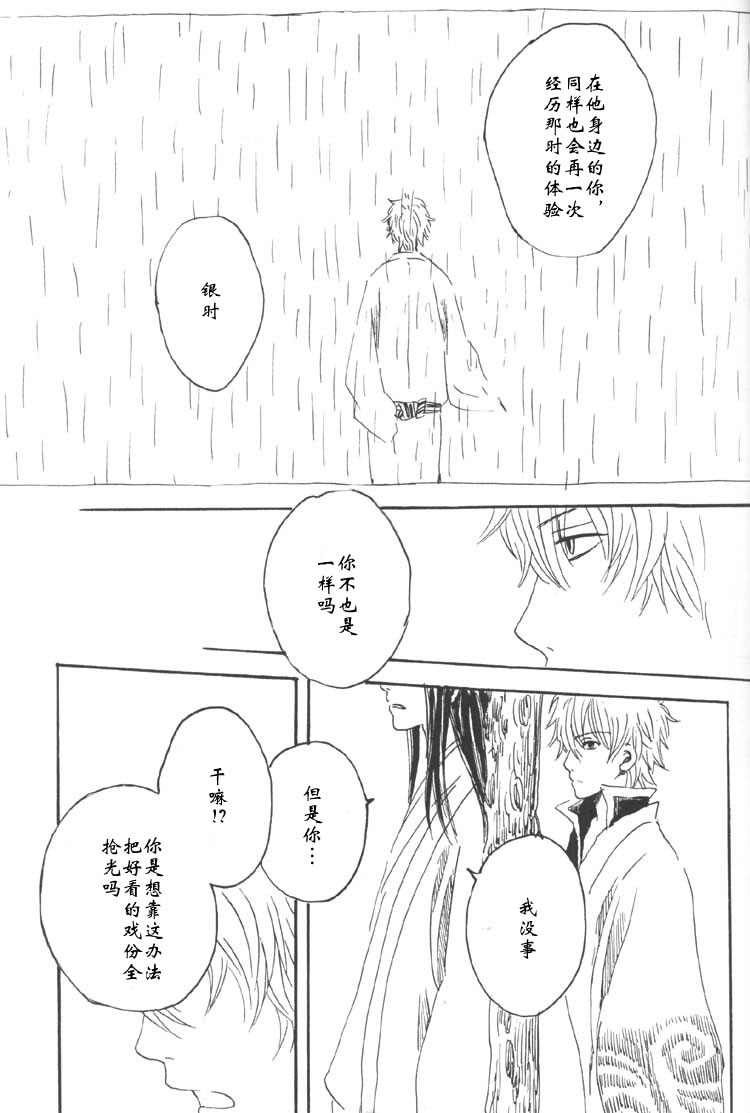 在他身边的你，
同样也会再一次
经历那时的体验
银时
你不也是
一样吗
我没事
但是你…
干嘛!?
你是想靠这办法
把好看的戏份全
抢光吗